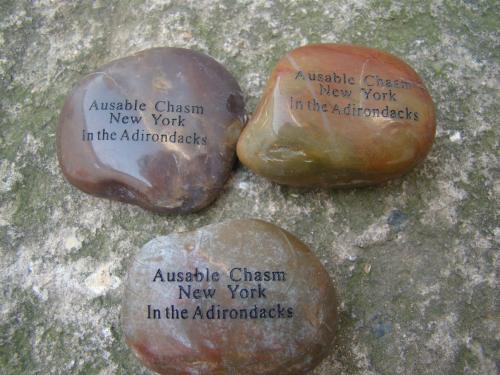 Ausable Chasm
New York
In the Adirondacks
Ausable Chasm
New York
In the Adirondacks
Ausable Chasm
New York
In the Adirondacks